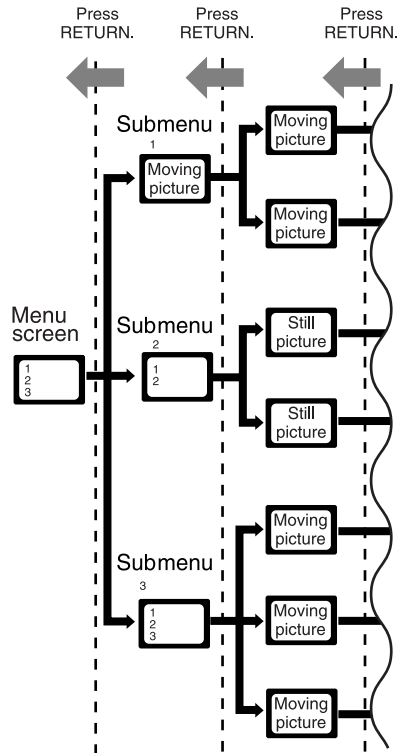 Press
RETURN.
Press
RETURN.
Press
RETURN.
Submenu
1
Moving
picture
Moving
picture
Moving
picture
Menu
screen
1
2
3
Submenu
2
1
2
Still
picture
Still
picture
Submenu
3
1
2
3
Moving
picture
Moving
picture
Moving
picture